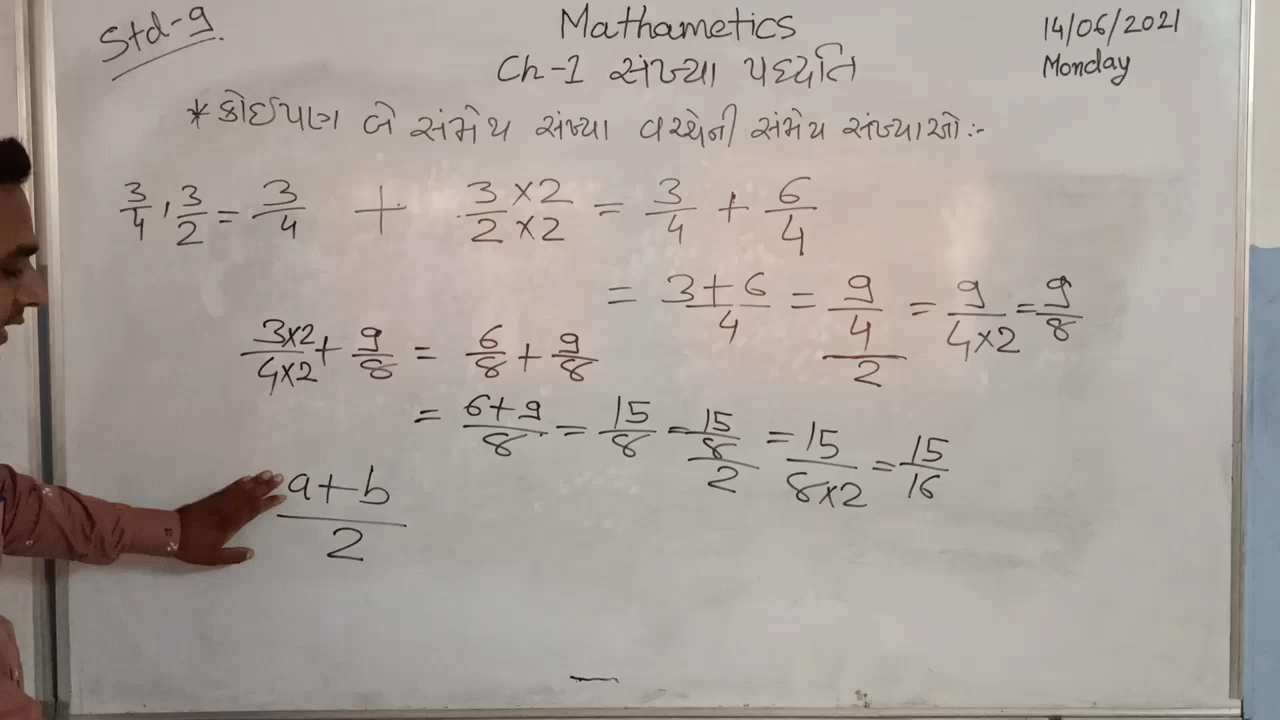 Std-9
Mathametics
14/06/2021
Monday
Ch-1 સંખ્યા પદ્ધતિ
* કોઈપણ બે સંમેય સંખ્યા વચ્ચેની સંમેય સંખ્યાઓ :-
3/4 , 3/2 = 3/4 + 3×2/2×2 = 3/4 + 6/4
= 3+6/4 = 9/4/2 = 9/4×2 = 9/8
3×2/4×2 + 9/8 = 6/8 + 9/8
= 6+9/8 = 15/8 = 15/8/2 = 15/8×2 = 15/16
a+b/2